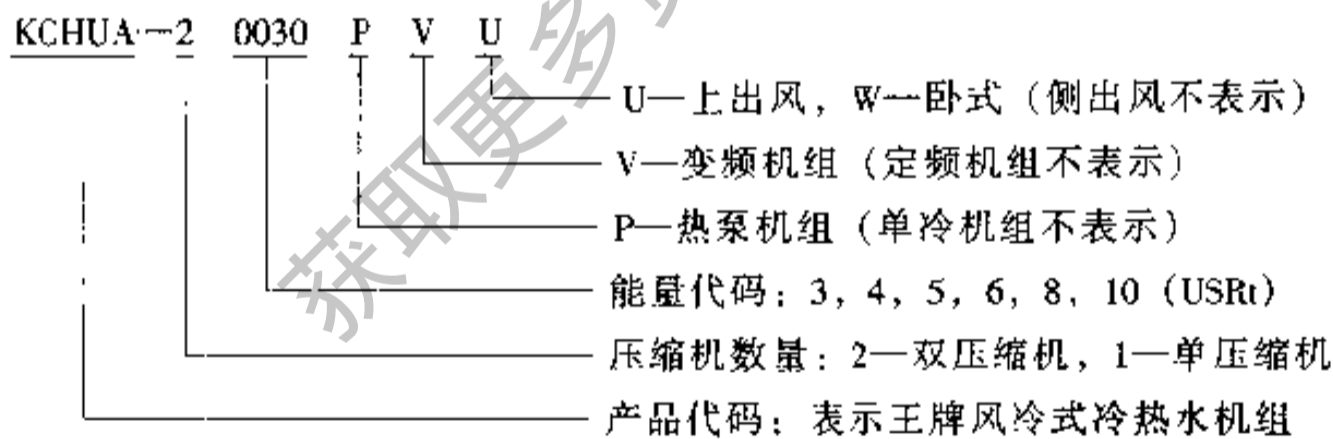 KCHUA-2 0030 P V U
U—上出风，W—卧式（侧出风不表示）
V—变频机组（定频机组不表示）
P—热泵机组（单冷机组不表示）
能量代码：3，4，5，6，8，10（USRt）
压缩机数量：2—双压缩机，1—单压缩机
产品代码：表示王牌风冷式冷热水机组
获取更多